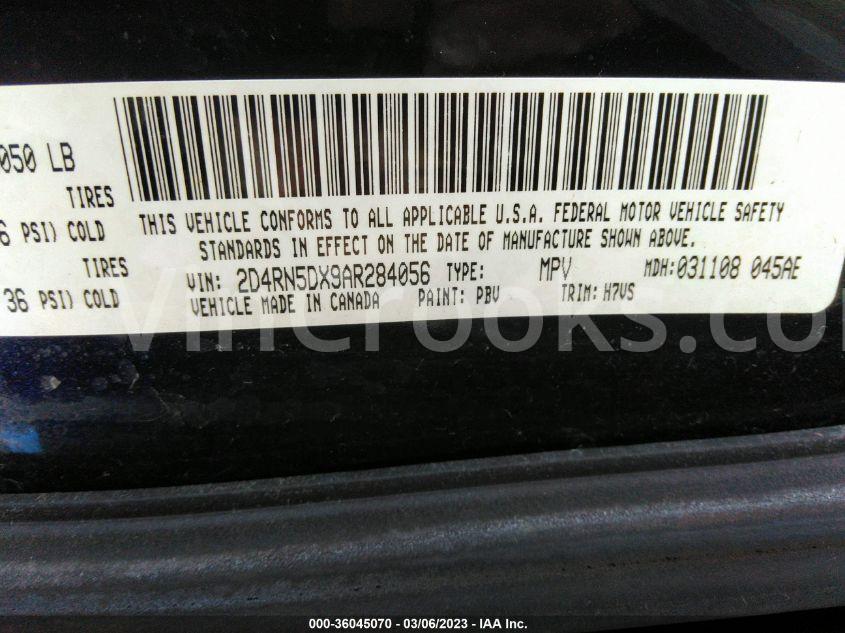 050 LB
TIRES
6 PSI) COLD
TIRES
36 PSI) COLD
THIS VEHICLE CONFORMS TO ALL APPLICABLE U.S.A. FEDERAL MOTOR VEHICLE SAFETY
STANDARDS IN EFFECT ON THE DATE OF MANUFACTURE SHOWN ABOVE.
VIN: 2D4RN5DX9AR284056 TYPE: MPV MDH:031108 045AE
VEHICLE MADE IN CANADA PAINT: PBV TRIM: H7VS
VinCrooks.co
000-36045070 - 03/06/2023 - IAA Inc.